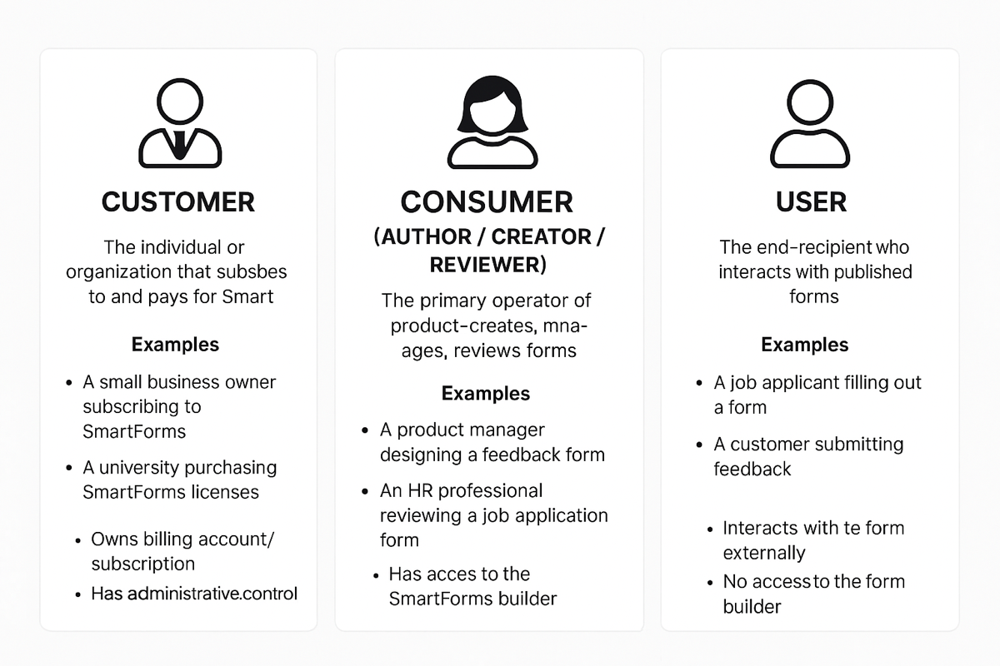 CUSTOMER
The individual or
organization that subsbes
to and pays for Smart
Examples
• A small business owner
subscribing to
SmartForms
• A university purchasing
SmartForms licenses
• Owns billing account/
subscription
• Has administrative.control
CONSUMER
(AUTHOR / CREATOR /
REVIEWER)
The primary operator of
product-creates, mna-
ages, reviews forms
Examples
• A product manager
designing a feedback form
• An HR professional
reviewing a job application
form
• Has acces to the
SmartForms builder
USER
The end-recipient who
interacts with published
forms
Examples
• A job applicant filling out
a form
• A customer submitting
feedback
• Interacts with te form
externally
• No access to the form
builder